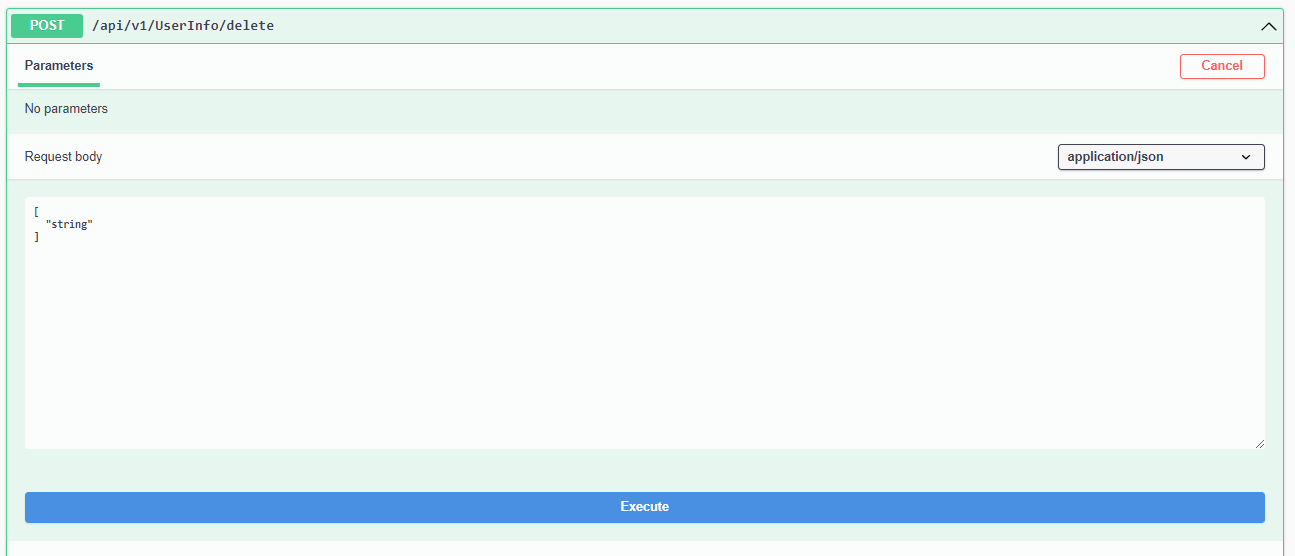 POST /api/v1/UserInfo/delete
Parameters Cancel
No parameters
Request body application/json
[
  "string"
]
Execute